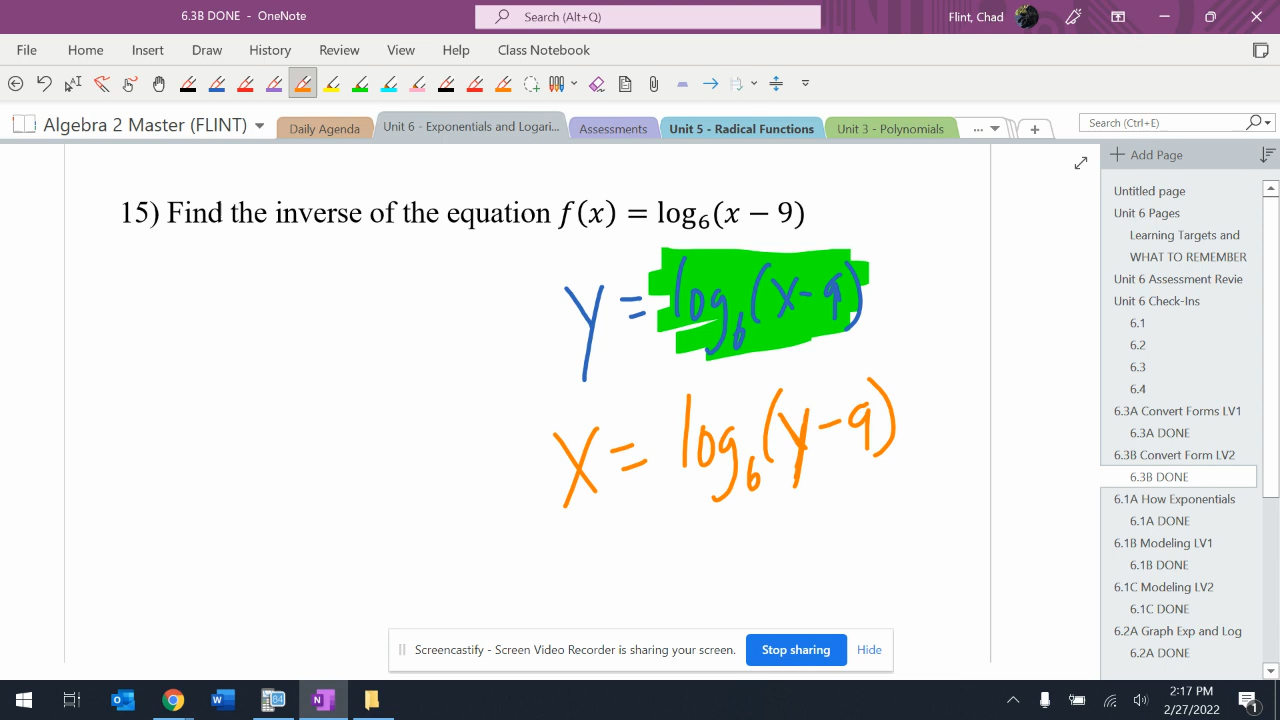 6.3B DONE - OneNote
Search (Alt+Q)
Flint, Chad
File Home Insert Draw History Reverse View Help Class Notebook
Algebra 2 Master (FLINT)
Daily Agenda
Unit 6 - Exponentials and Logari...
Assessments
Unit 5 - Radical Functions
Unit 3 - Polynomials
...
+
Search (Ctrl+E)
Add Page
Untitled page
Unit 6 Pages
Learning Targets and
WHAT TO REMEMBER
Unit 6 Assessment Revie
Unit 6 Check-Ins
6.1
6.2
6.3
6.4
6.3A Convert Forms LV1
6.3A DONE
6.3B Convert Form LV2
6.3B DONE
6.1A How Exponentials
6.1A DONE
6.1B Modeling LV1
6.1B DONE
6.1C Modeling LV2
6.1C DONE
6.2A Graph Exp and Log
6.2A DONE
15) Find the inverse of the equation f(x) = log₆(x − 9)
y = log₆(x-9)
x = log₆(y-9)
Screencastify - Screen Video Recorder is sharing your screen.
Stop sharing
Hide
84
2:17 PM
2/27/2022
1